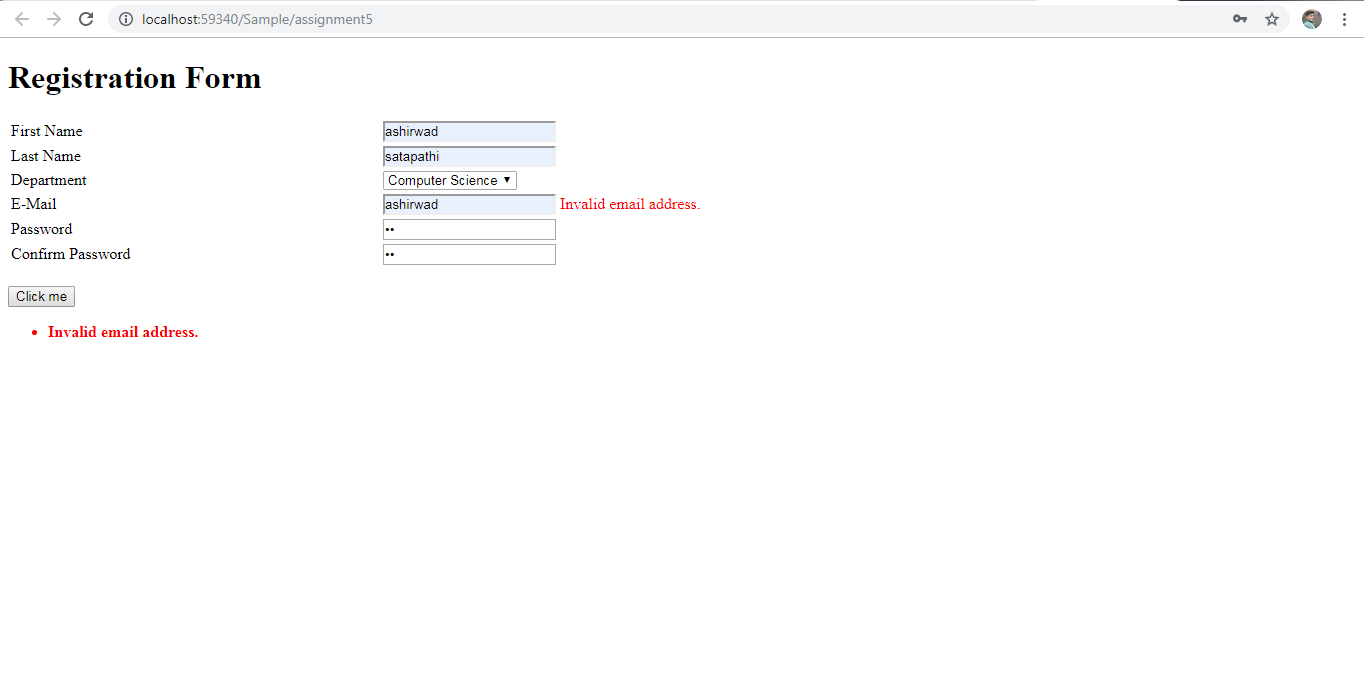 localhost:59340/Sample/assignment5
Registration Form
First Name ashirwad
Last Name satapathi
Department Computer Science
E-Mail ashirwad Invalid email address.
Password ••
Confirm Password ••
Click me
• Invalid email address.